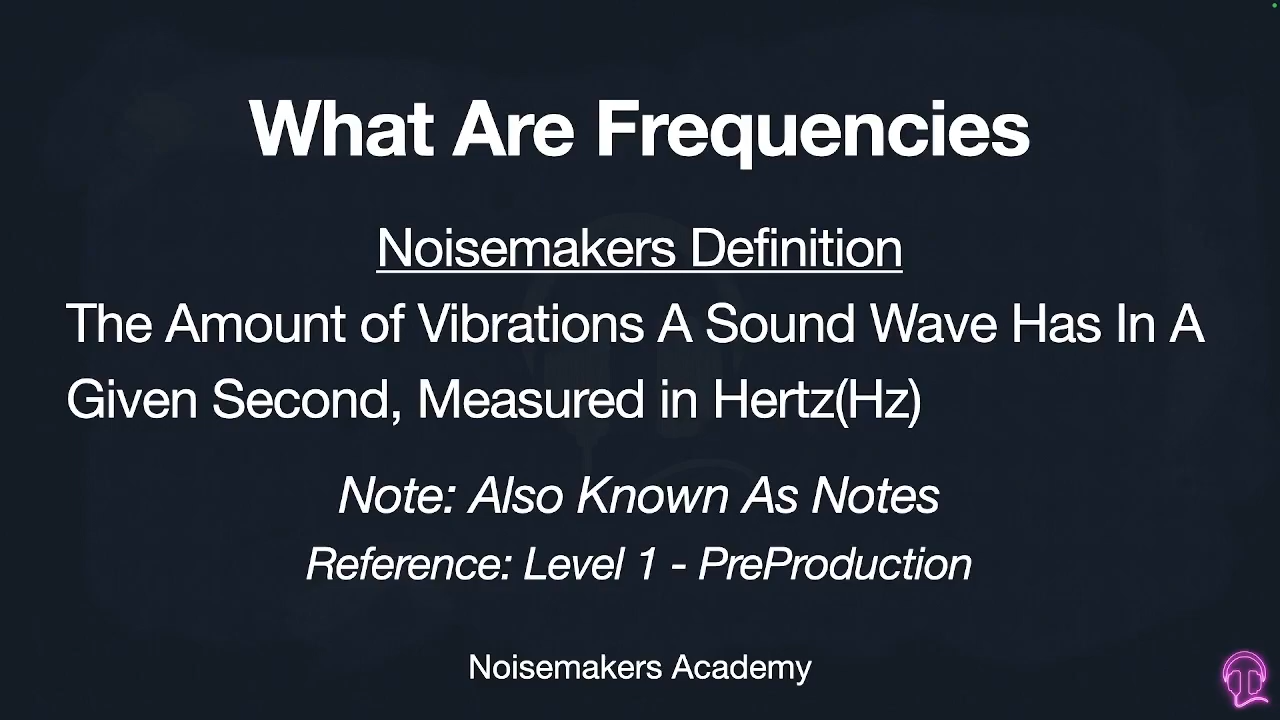 What Are Frequencies
Noisemakers Definition
The Amount of Vibrations A Sound Wave Has In A
Given Second, Measured in Hertz(Hz)
Note: Also Known As Notes
Reference: Level 1 - PreProduction
Noisemakers Academy